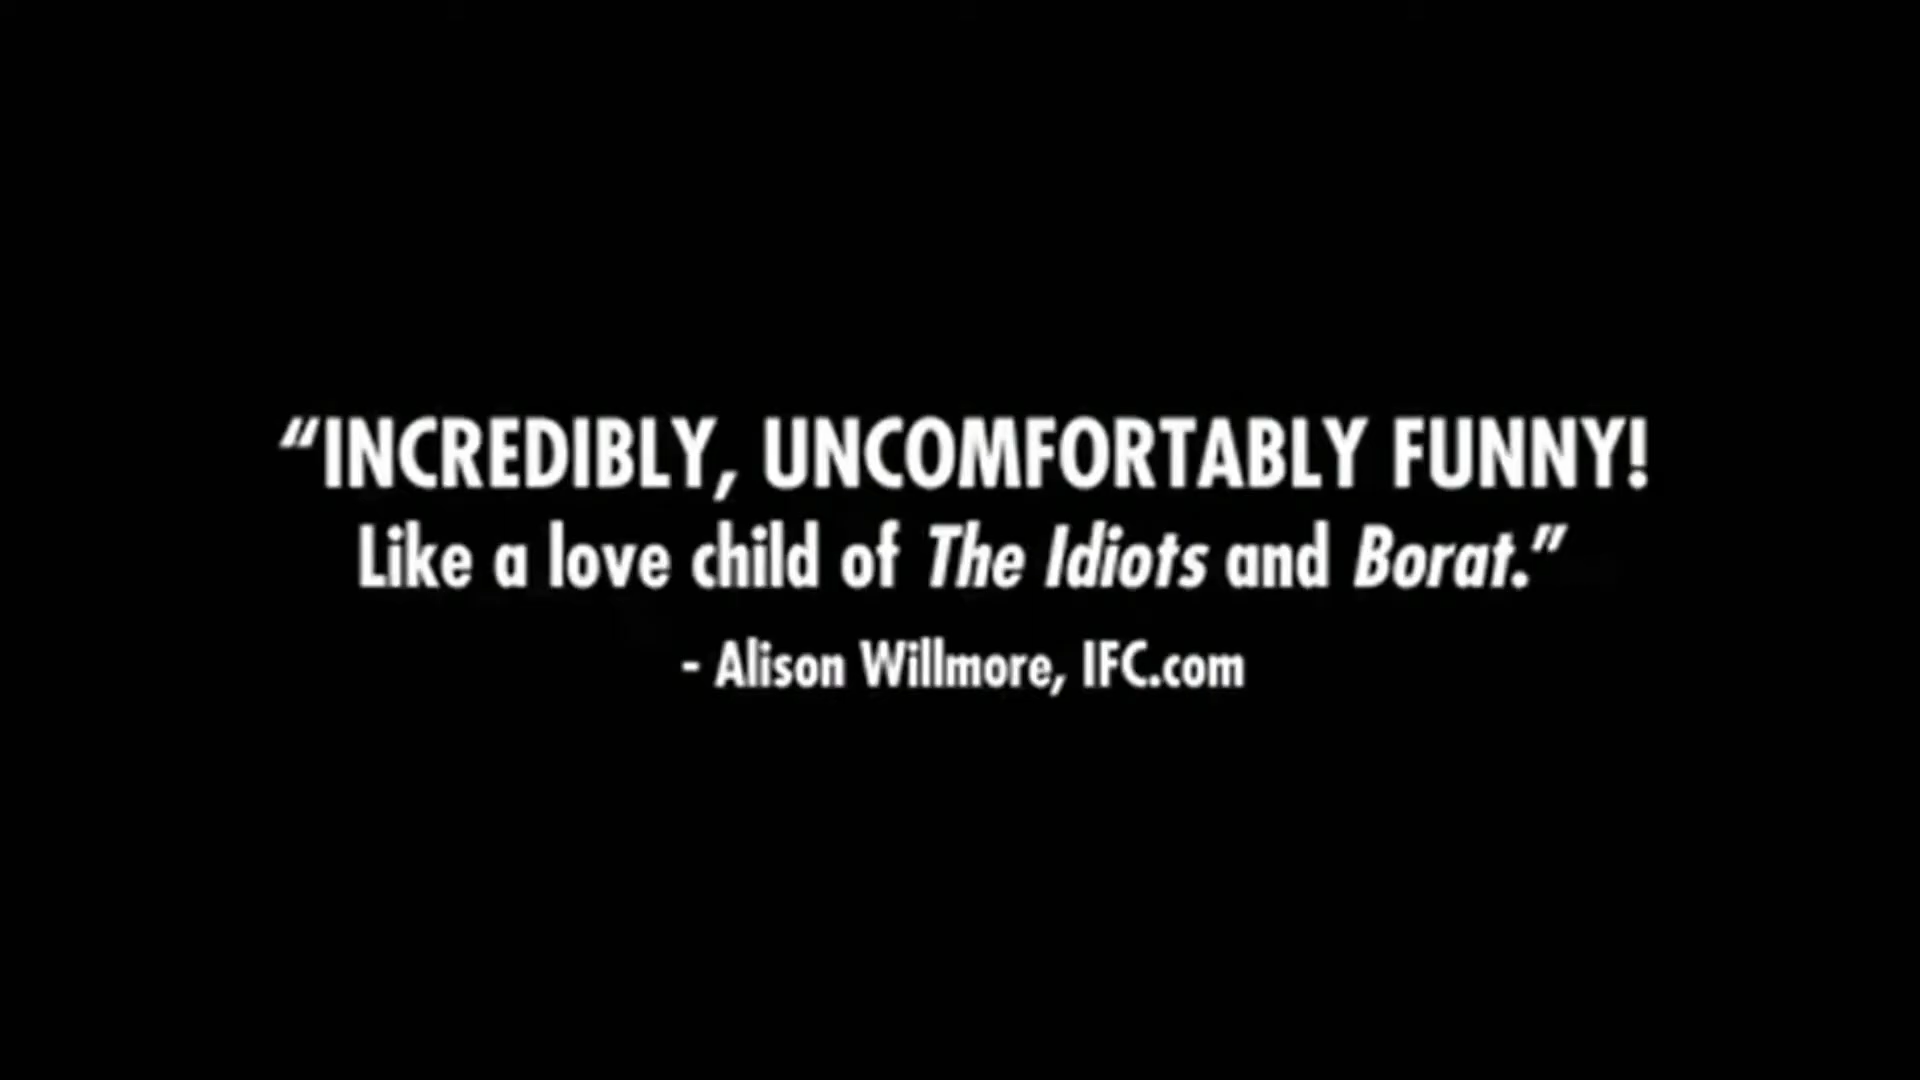 “INCREDIBLY, UNCOMFORTABLY FUNNY!
Like a love child of The Idiots and Borat.”
- Alison Willmore, IFC.com